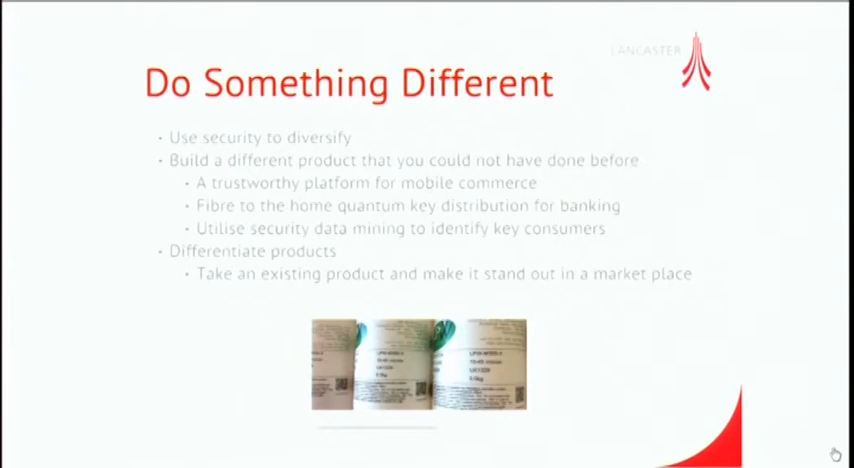 LANCASTER
Do Something Different
• Use security to diversify
• Build a different product that you could not have done before
• A trustworthy platform for mobile commerce
• Fibre to the home quantum key distribution for banking
• Utilise security data mining to identify key consumers
• Differentiate products
• Take an existing product and make it stand out in a market place